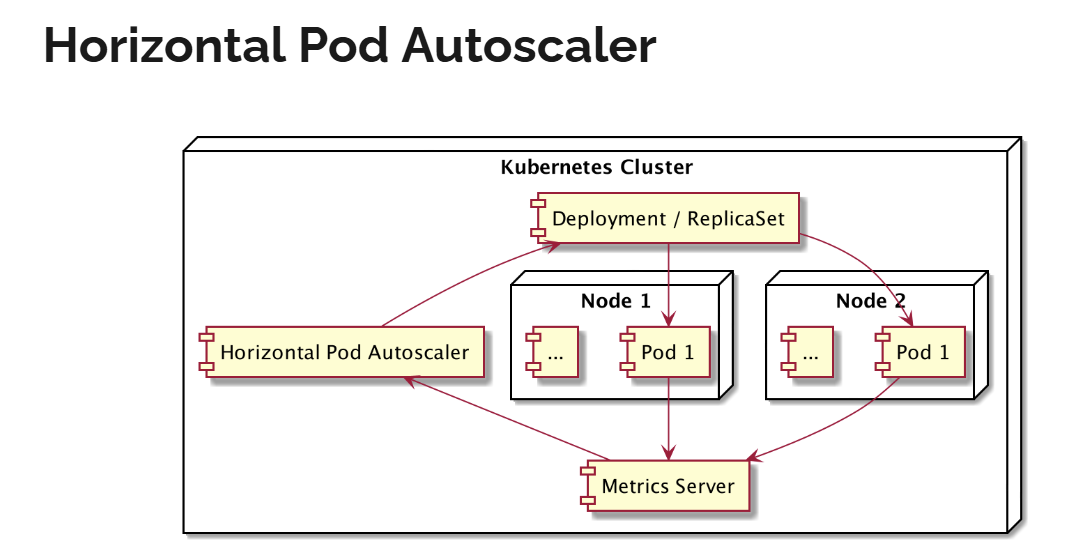 Horizontal Pod Autoscaler
Kubernetes Cluster
Deployment / ReplicaSet
Node 1
Node 2
Horizontal Pod Autoscaler
...
Pod 1
...
Pod 1
Metrics Server